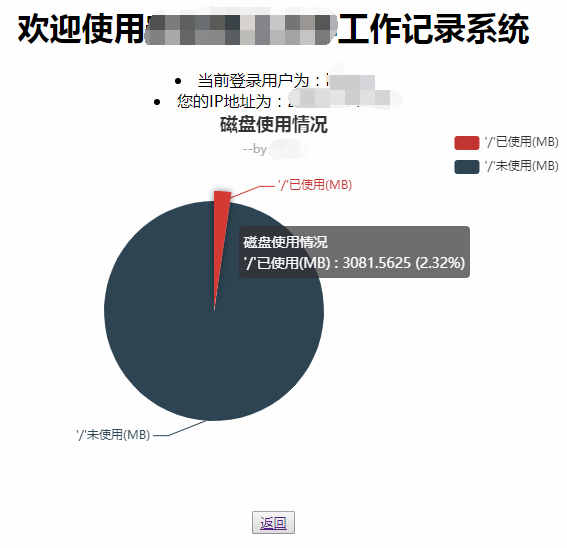 欢迎使用 工作记录系统
当前登录用户为：
您的IP地址为：
磁盘使用情况
--by
'/'已使用(MB)
'/'未使用(MB)
'/'已使用(MB)
磁盘使用情况
'/'已使用(MB) : 3081.5625 (2.32%)
'/'未使用(MB)
返回